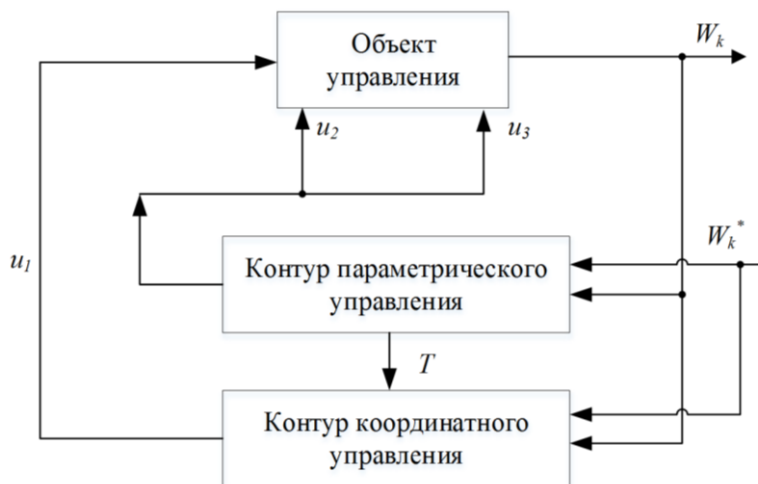 Объект
управления
W_k
u_2
u_3
W_k^*
u_1
Контур параметрического
управления
T
Контур координатного
управления